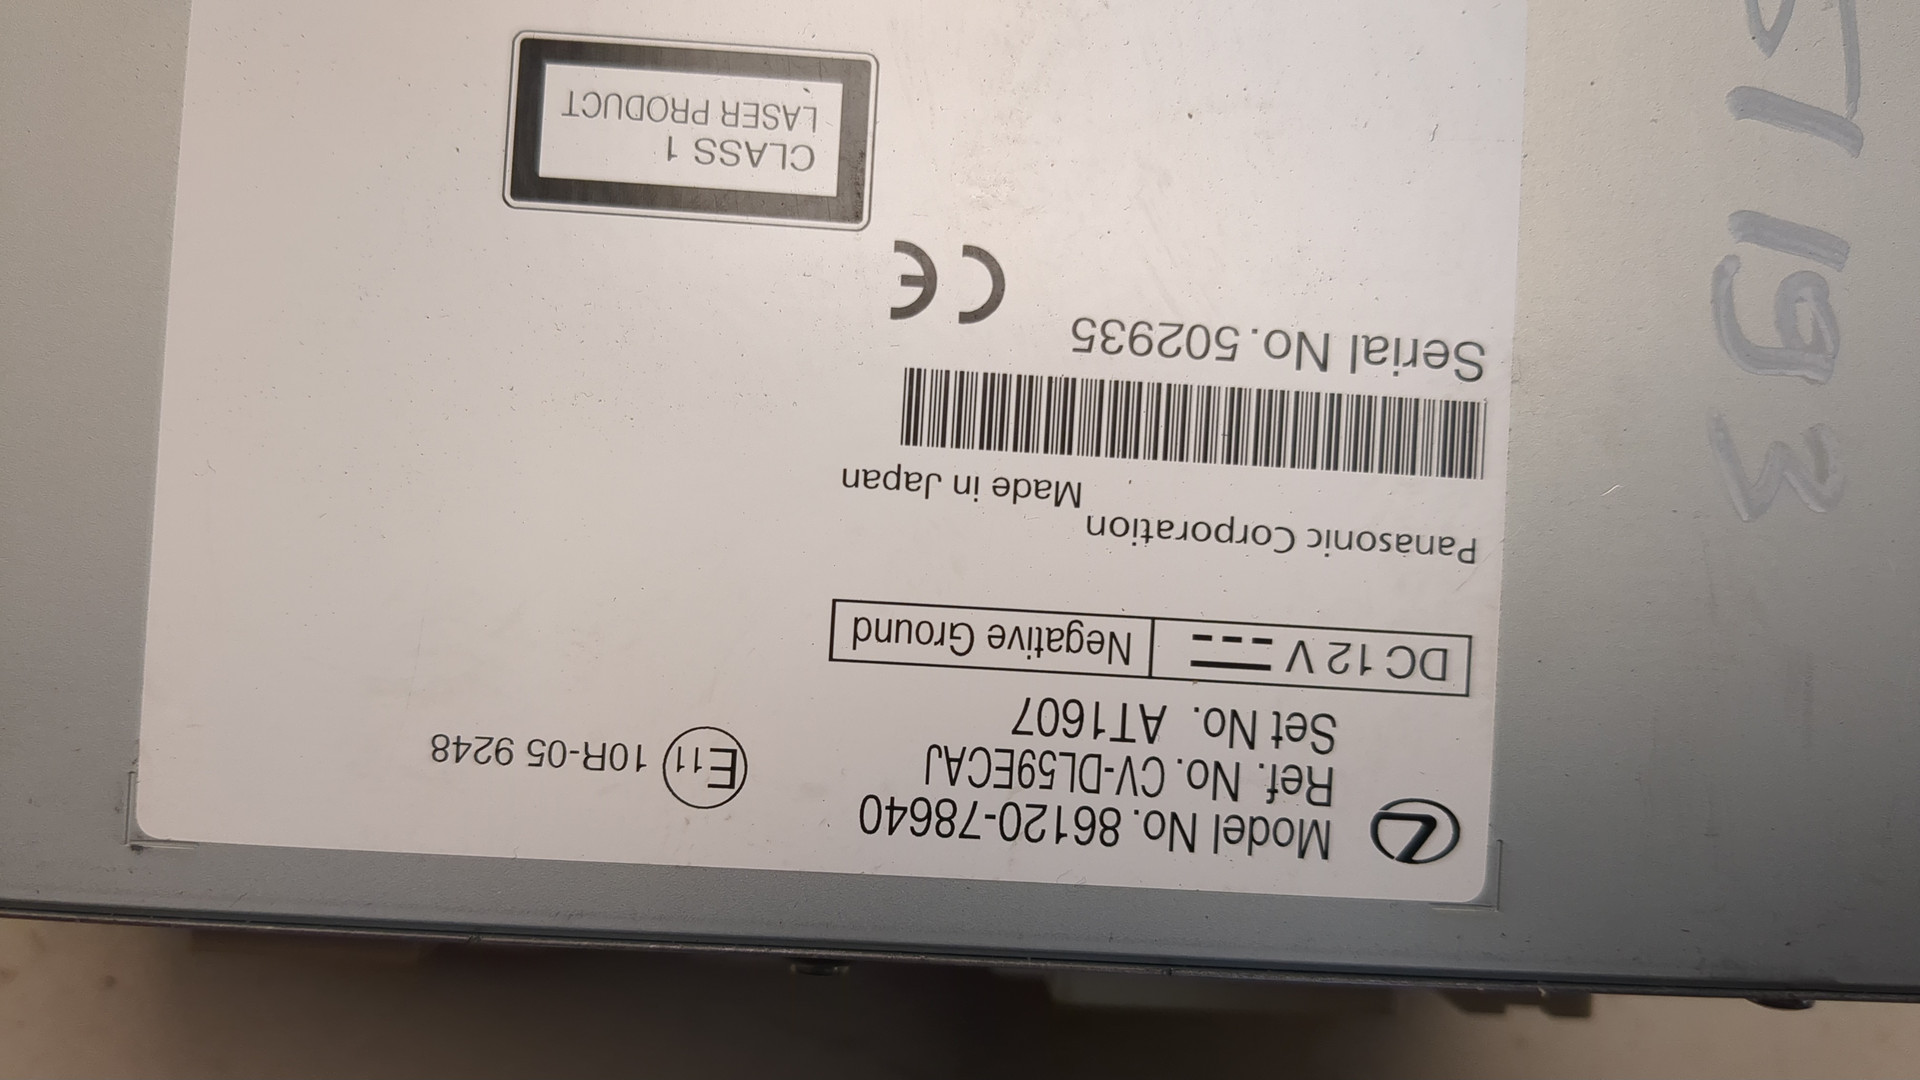 Model No. 86120-78640
Ref. No. CV-DL59ECAJ
Set No. AT1607
E11 10R-05 9248
DC 12 V Negative Ground
Panasonic Corporation
Made in Japan
Serial No. 502935
CE
CLASS 1
LASER PRODUCT